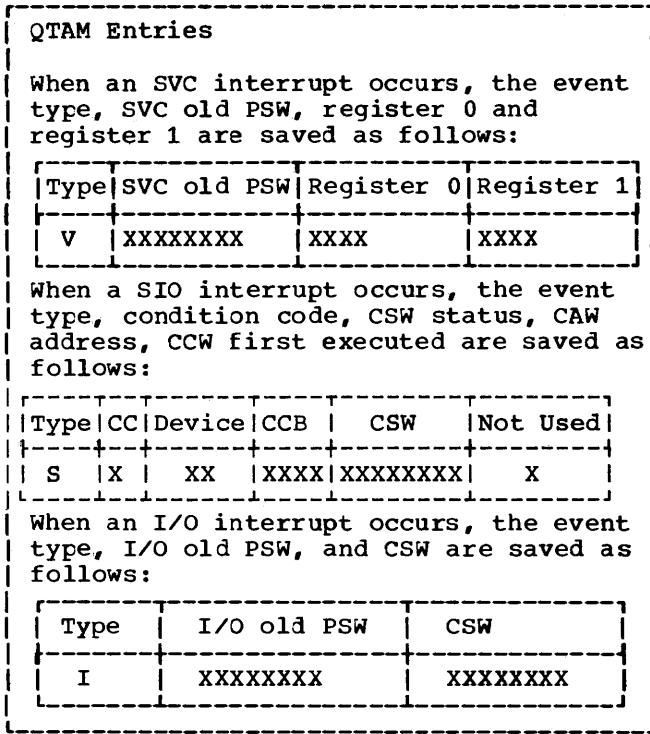 QTAM Entries
When an SVC interrupt occurs, the event
type, SVC old PSW, register 0 and
register 1 are saved as follows:
|Type|SVC old PSW|Register 0|Register 1|
| V |XXXXXXXX |XXXX |XXXX |
When a SIO interrupt occurs, the event
type, condition code, CSW status, CAW
address, CCW first executed are saved as
follows:
|Type|CC|Device|CCB | CSW |Not Used|
| S |X | XX |XXXX|XXXXXXXX| X |
When an I/O interrupt occurs, the event
type, I/O old PSW, and CSW are saved as
follows:
| Type | I/O old PSW | CSW |
| I | XXXXXXXX | XXXXXXXX |